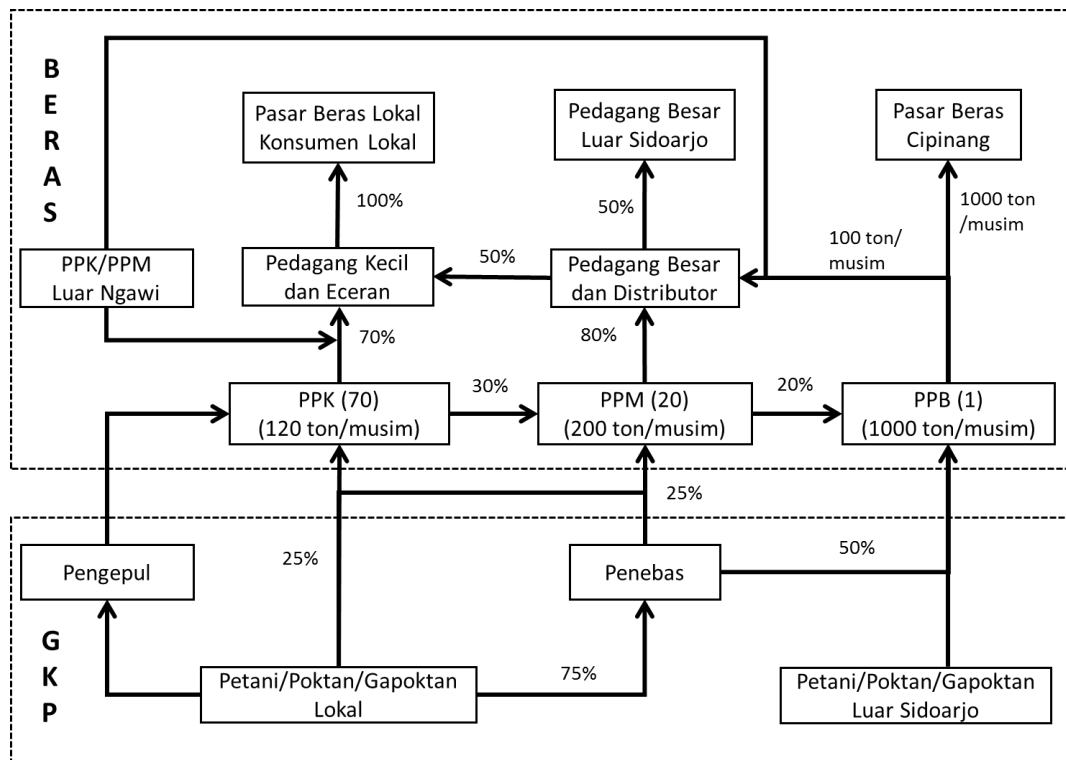 BERAS
Pasar Beras Lokal
Konsumen Lokal
Pedagang Besar
Luar Sidoarjo
Pasar Beras
Cipinang
100%
50%
1000 ton
/musim
100 ton/
musim
PPK/PPM
Luar Ngawi
Pedagang Kecil
dan Eceran
50%
Pedagang Besar
dan Distributor
70%
80%
PPK (70)
(120 ton/musim)
30%
PPM (20)
(200 ton/musim)
20%
PPB (1)
(1000 ton/musim)
25%
GKP
Pengepul
25%
Penebas
50%
Petani/Poktan/Gapoktan
Lokal
75%
Petani/Poktan/Gapoktan
Luar Sidoarjo